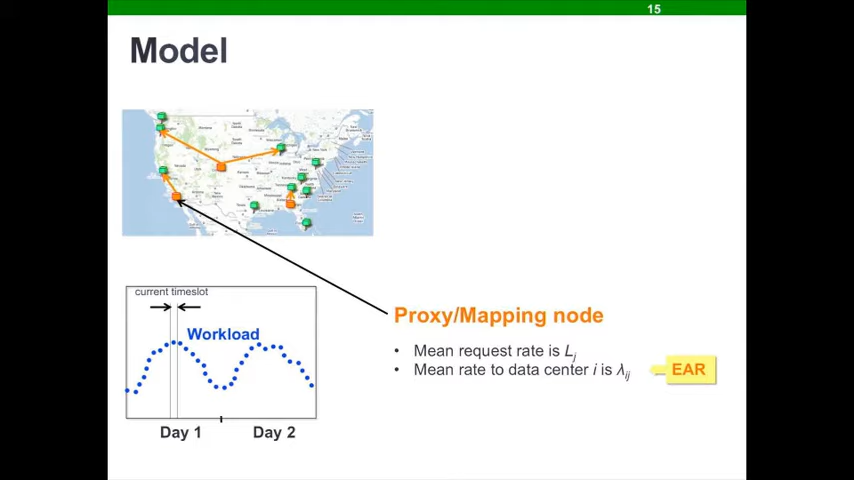 15
Model
current timeslot
Workload
Day 1
Day 2
Proxy/Mapping node
• Mean request rate is Lj
• Mean rate to data center i is λij
EAR